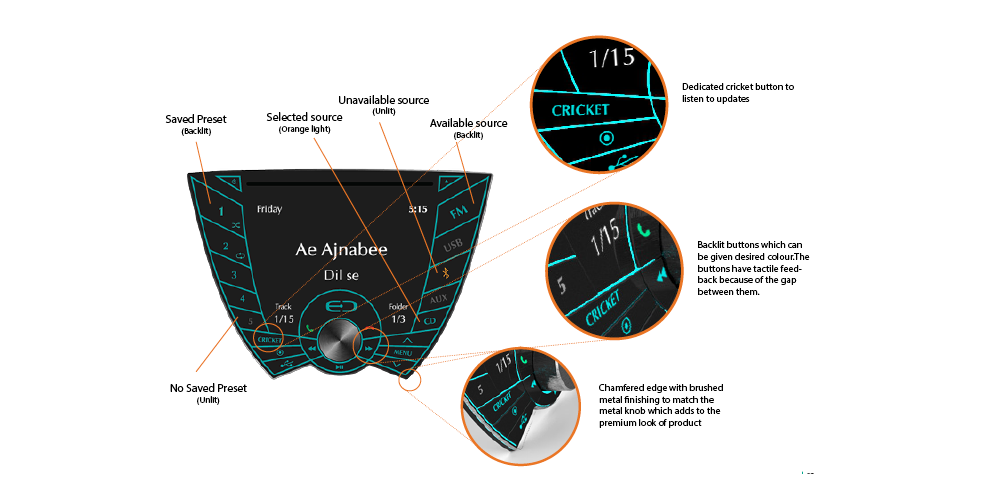 Saved Preset
(Backlit)
Selected source
(Orange light)
Unavailable source
(Unlit)
Available source
(Backlit)
1/15
CRICKET
Dedicated cricket button to
listen to updates
1
2
3
4
5
Friday
5:15
Ae Ajnabee
Dil se
Track
1/15
Folder
1/3
FM
USB
AUX
CD
MENU
CRICKET
No Saved Preset
(Unlit)
1/15
5
CRICKET
Backlit buttons which can
be given desired colour.The
buttons have tactile feed-
back because of the gap
between them.
1/15
5
CRICKET
Chamfered edge with brushed
metal finishing to match the
metal knob which adds to the
premium look of product